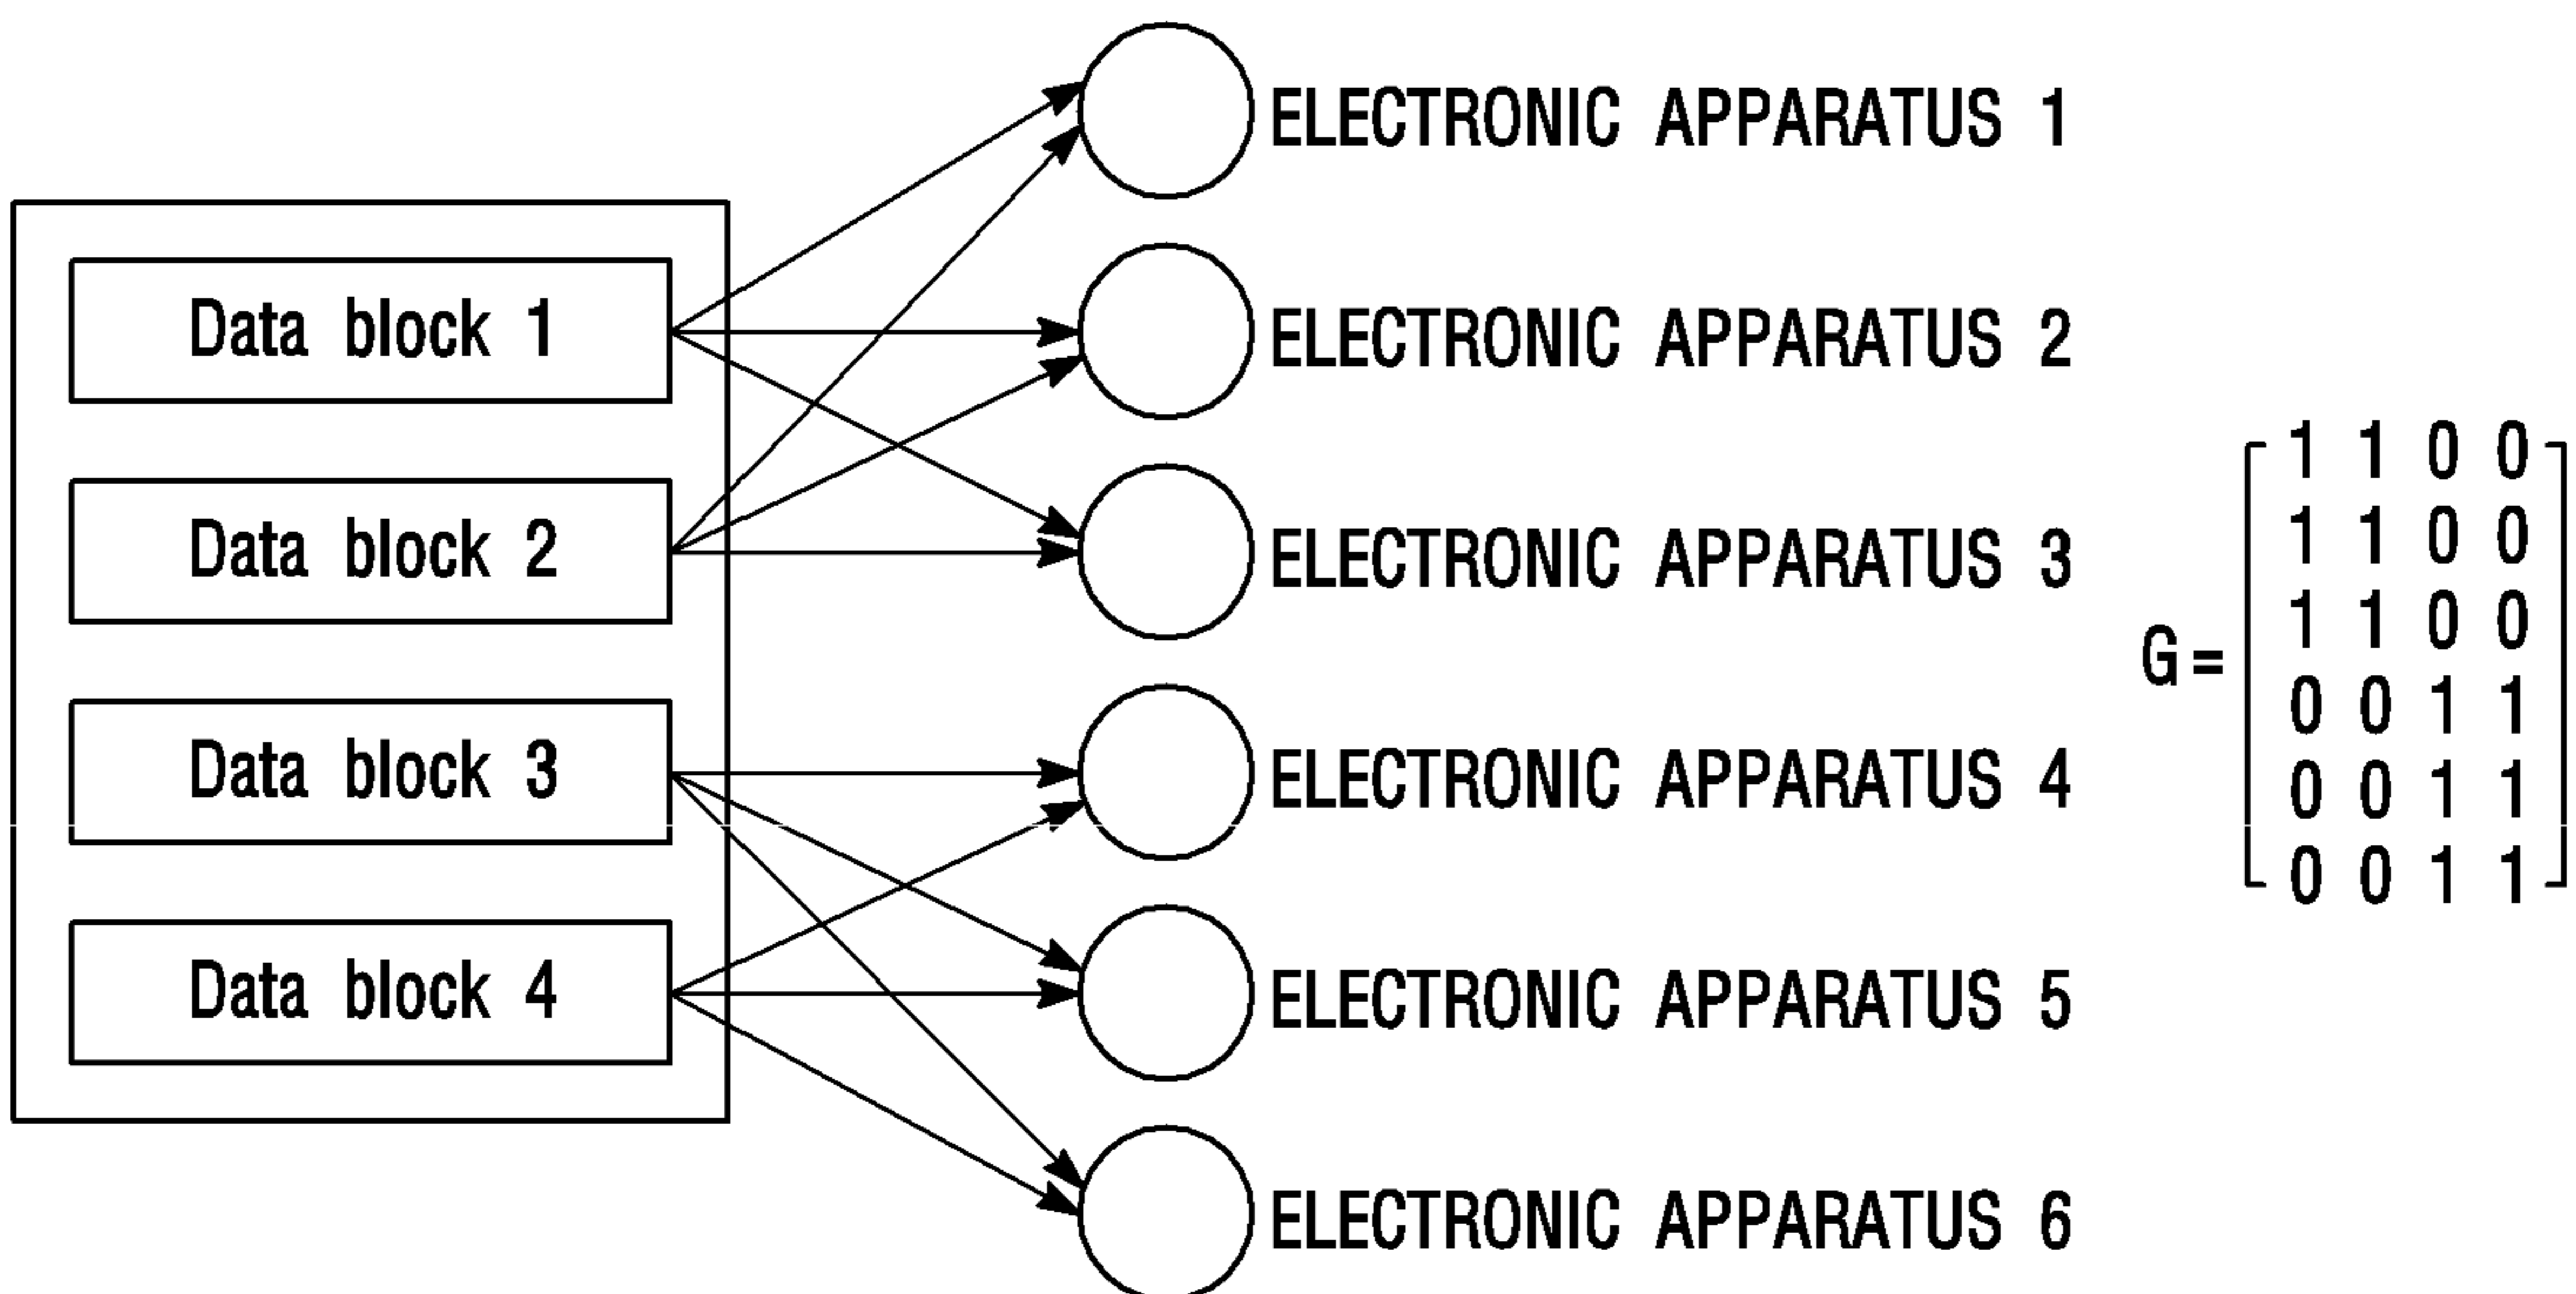 Data block 1
Data block 2
Data block 3
Data block 4
ELECTRONIC APPARATUS 1
ELECTRONIC APPARATUS 2
ELECTRONIC APPARATUS 3
ELECTRONIC APPARATUS 4
ELECTRONIC APPARATUS 5
ELECTRONIC APPARATUS 6
G=
1 1 0 0
1 1 0 0
1 1 0 0
0 0 1 1
0 0 1 1
0 0 1 1